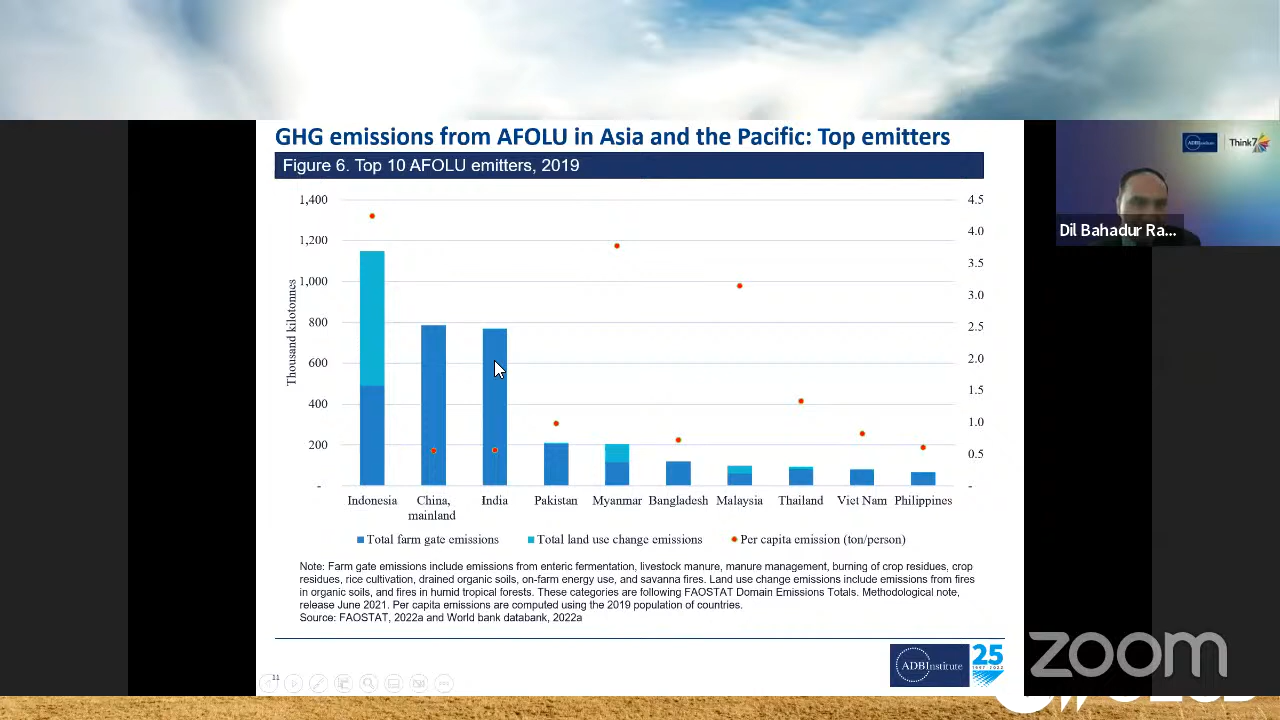 GHG emissions from AFOLU in Asia and the Pacific: Top emitters
Figure 6. Top 10 AFOLU emitters, 2019
1,400
1,200
1,000
800
600
400
200
-
Thousand kilotonnes
4.5
4.0
3.5
3.0
2.5
2.0
1.5
1.0
0.5
-
Indonesia
China,
mainland
India
Pakistan
Myanmar
Bangladesh
Malaysia
Thailand
Viet Nam
Philippines
Total farm gate emissions
Total land use change emissions
Per capita emission (ton/person)
Note: Farm gate emissions include emissions from enteric fermentation, livestock manure, manure management, burning of crop residues, crop
residues, rice cultivation, drained organic soils, on-farm energy use, and savanna fires. Land use change emissions include emissions from fires
in organic soils, and fires in humid tropical forests. These categories are following FAOSTAT Domain Emissions Totals. Methodological note,
release June 2021. Per capita emissions are computed using the 2019 population of countries.
Source: FAOSTAT, 2022a and World bank databank, 2022a
11
ADBInstitute
25
1997-2022
ADBInstitute
Think7
Dil Bahadur Ra...
zoom